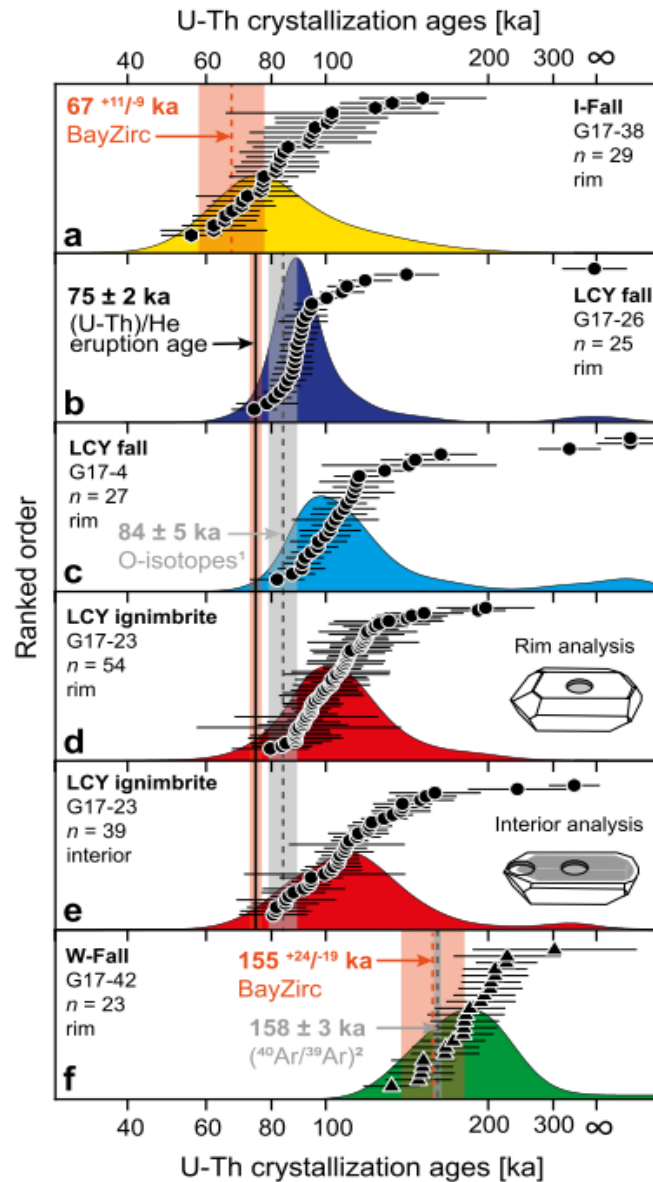 U-Th crystallization ages [ka]
40 60 80 100 200 300 ∞
67 +11/-9 ka
BayZirc
I-Fall
G17-38
n = 29
rim
a
75 ± 2 ka
(U-Th)/He
eruption age
LCY fall
G17-26
n = 25
rim
b
LCY fall
G17-4
n = 27
rim
84 ± 5 ka
O-isotopes¹
c
Ranked order
LCY ignimbrite
G17-23
n = 54
rim
Rim analysis
d
LCY ignimbrite
G17-23
n = 39
interior
Interior analysis
e
W-Fall
G17-42
n = 23
rim
155 +24/-19 ka
BayZirc
158 ± 3 ka
(⁴⁰Ar/³⁹Ar)²
f
40 60 80 100 200 300 ∞
U-Th crystallization ages [ka]